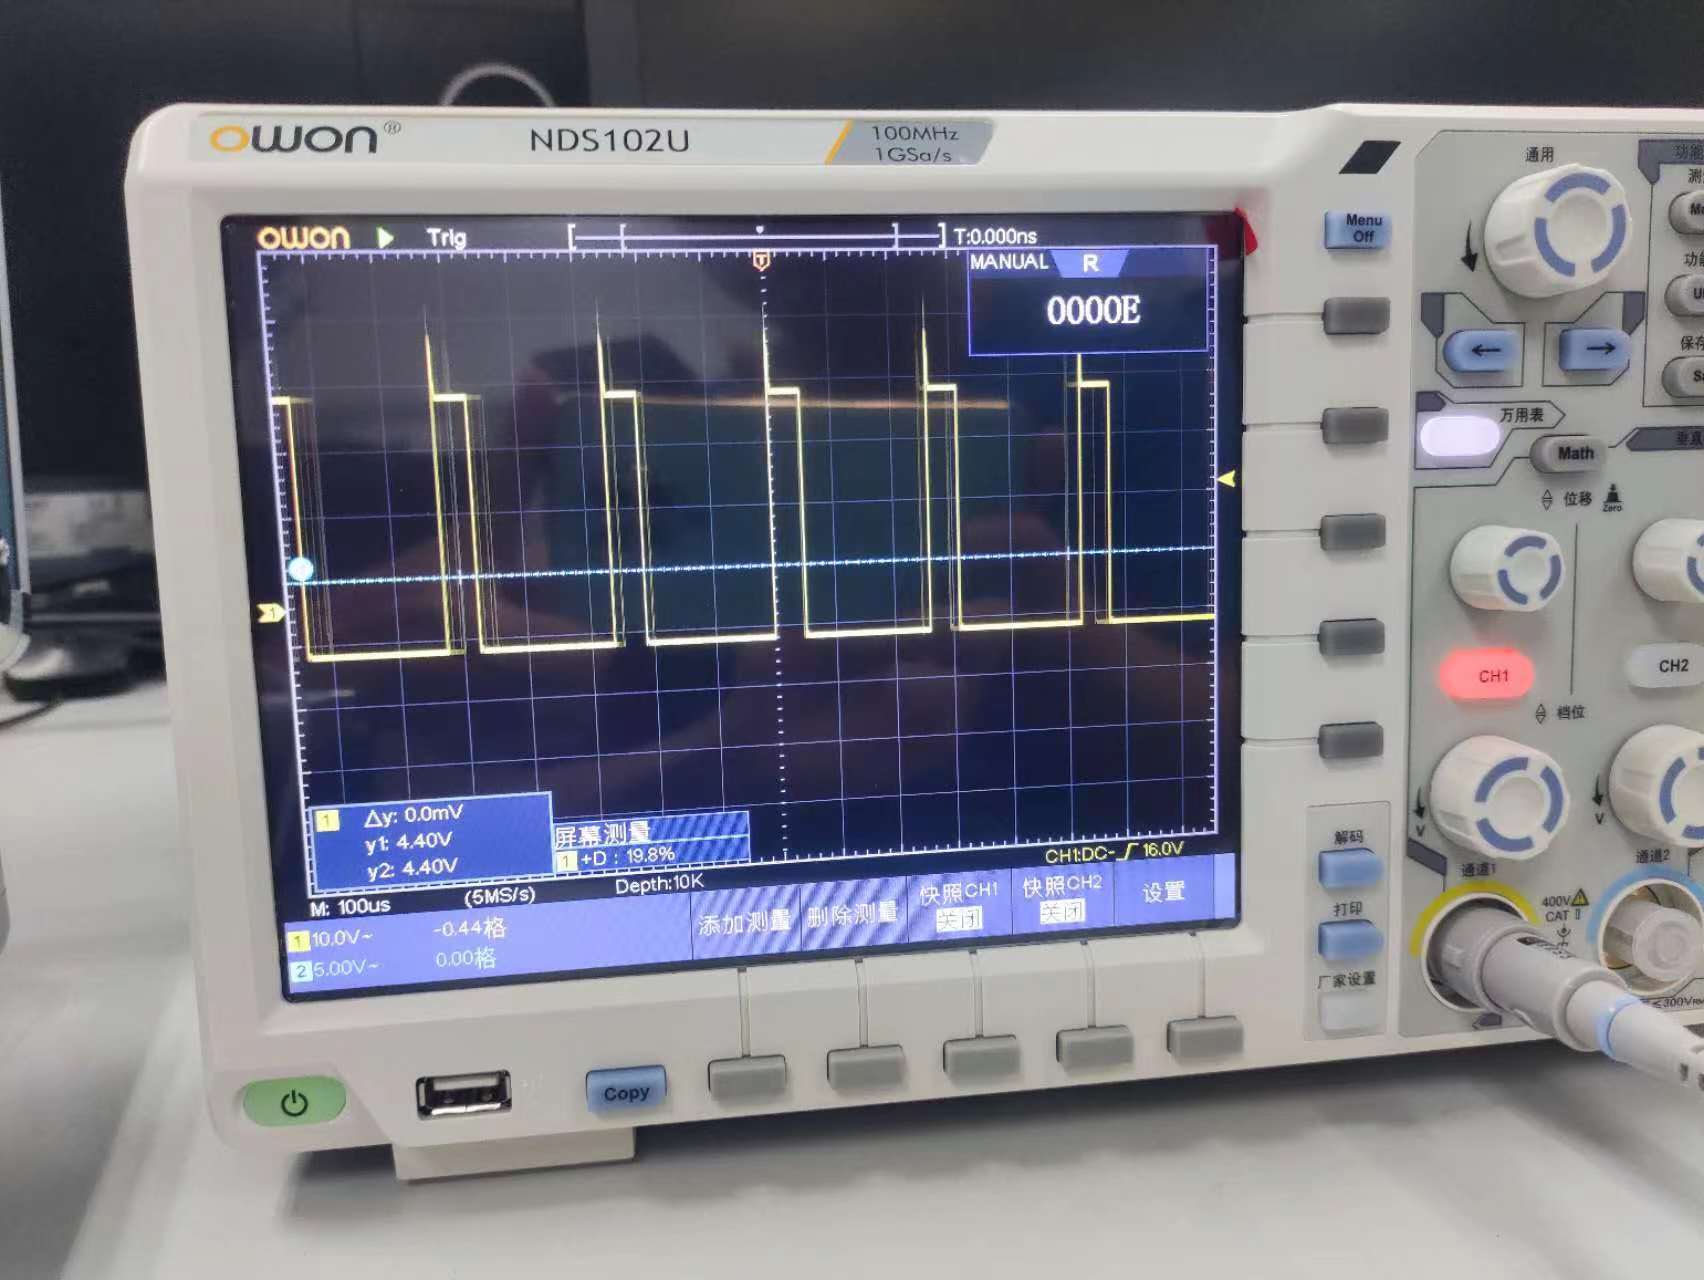 OWON®
NDS102U
100MHz
1GSa/s
OWON
Trig
T
T:0.000ns
MANUAL R
0000E
1
1
Δy: 0.0mV
y1: 4.40V
y2: 4.40V
屏幕测量
1 +D : 19.8%
CH1:DC- 16.0V
M: 100us
(5MS/s)
Depth:10K
1 10.0V~
-0.44格
2 5.00V~
0.00格
添加测量
删除测量
快照CH1
关闭
快照CH2
关闭
设置
Copy
Menu
Off
通用
←
→
万用表
Math
位移
Zero
CH1
CH2
档位
V
V
解码
打印
厂家设置
通道1
通道2
400V
CAT II